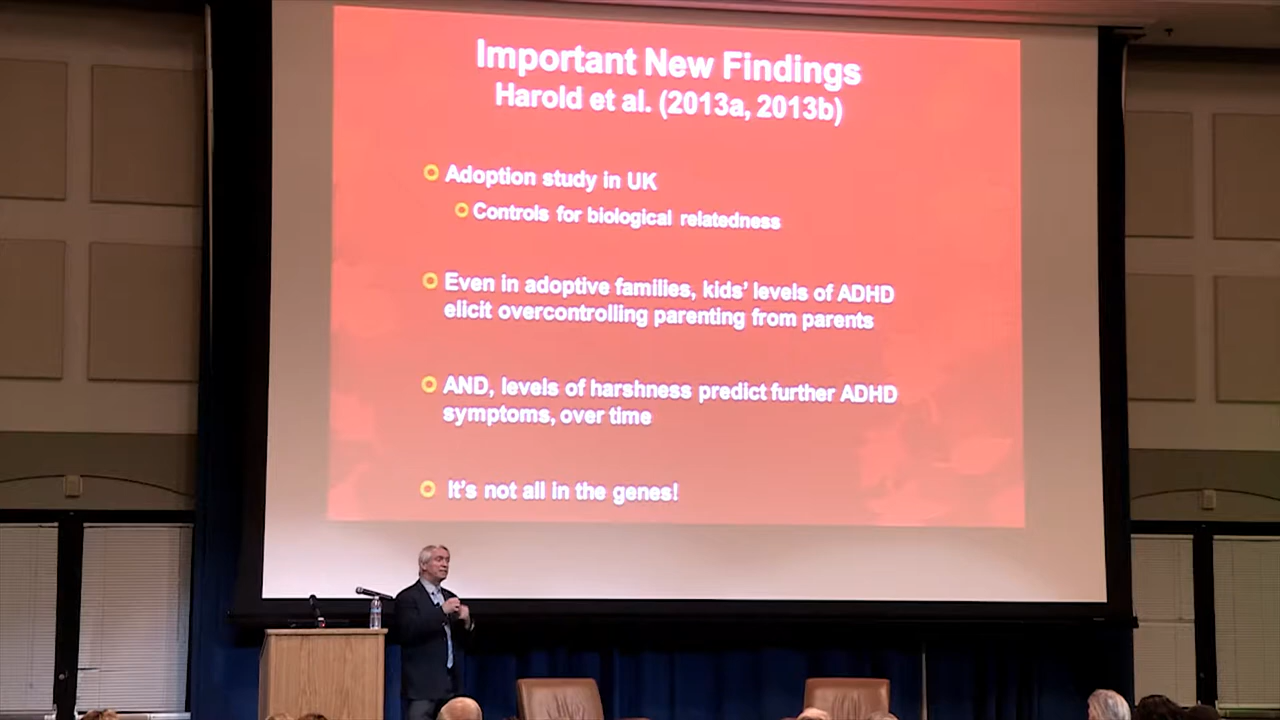 Important New Findings
Harold et al. (2013a, 2013b)
Adoption study in UK
Controls for biological relatedness
Even in adoptive families, kids' levels of ADHD
elicit overcontrolling parenting from parents
AND, levels of harshness predict further ADHD
symptoms, over time
It's not all in the genes!